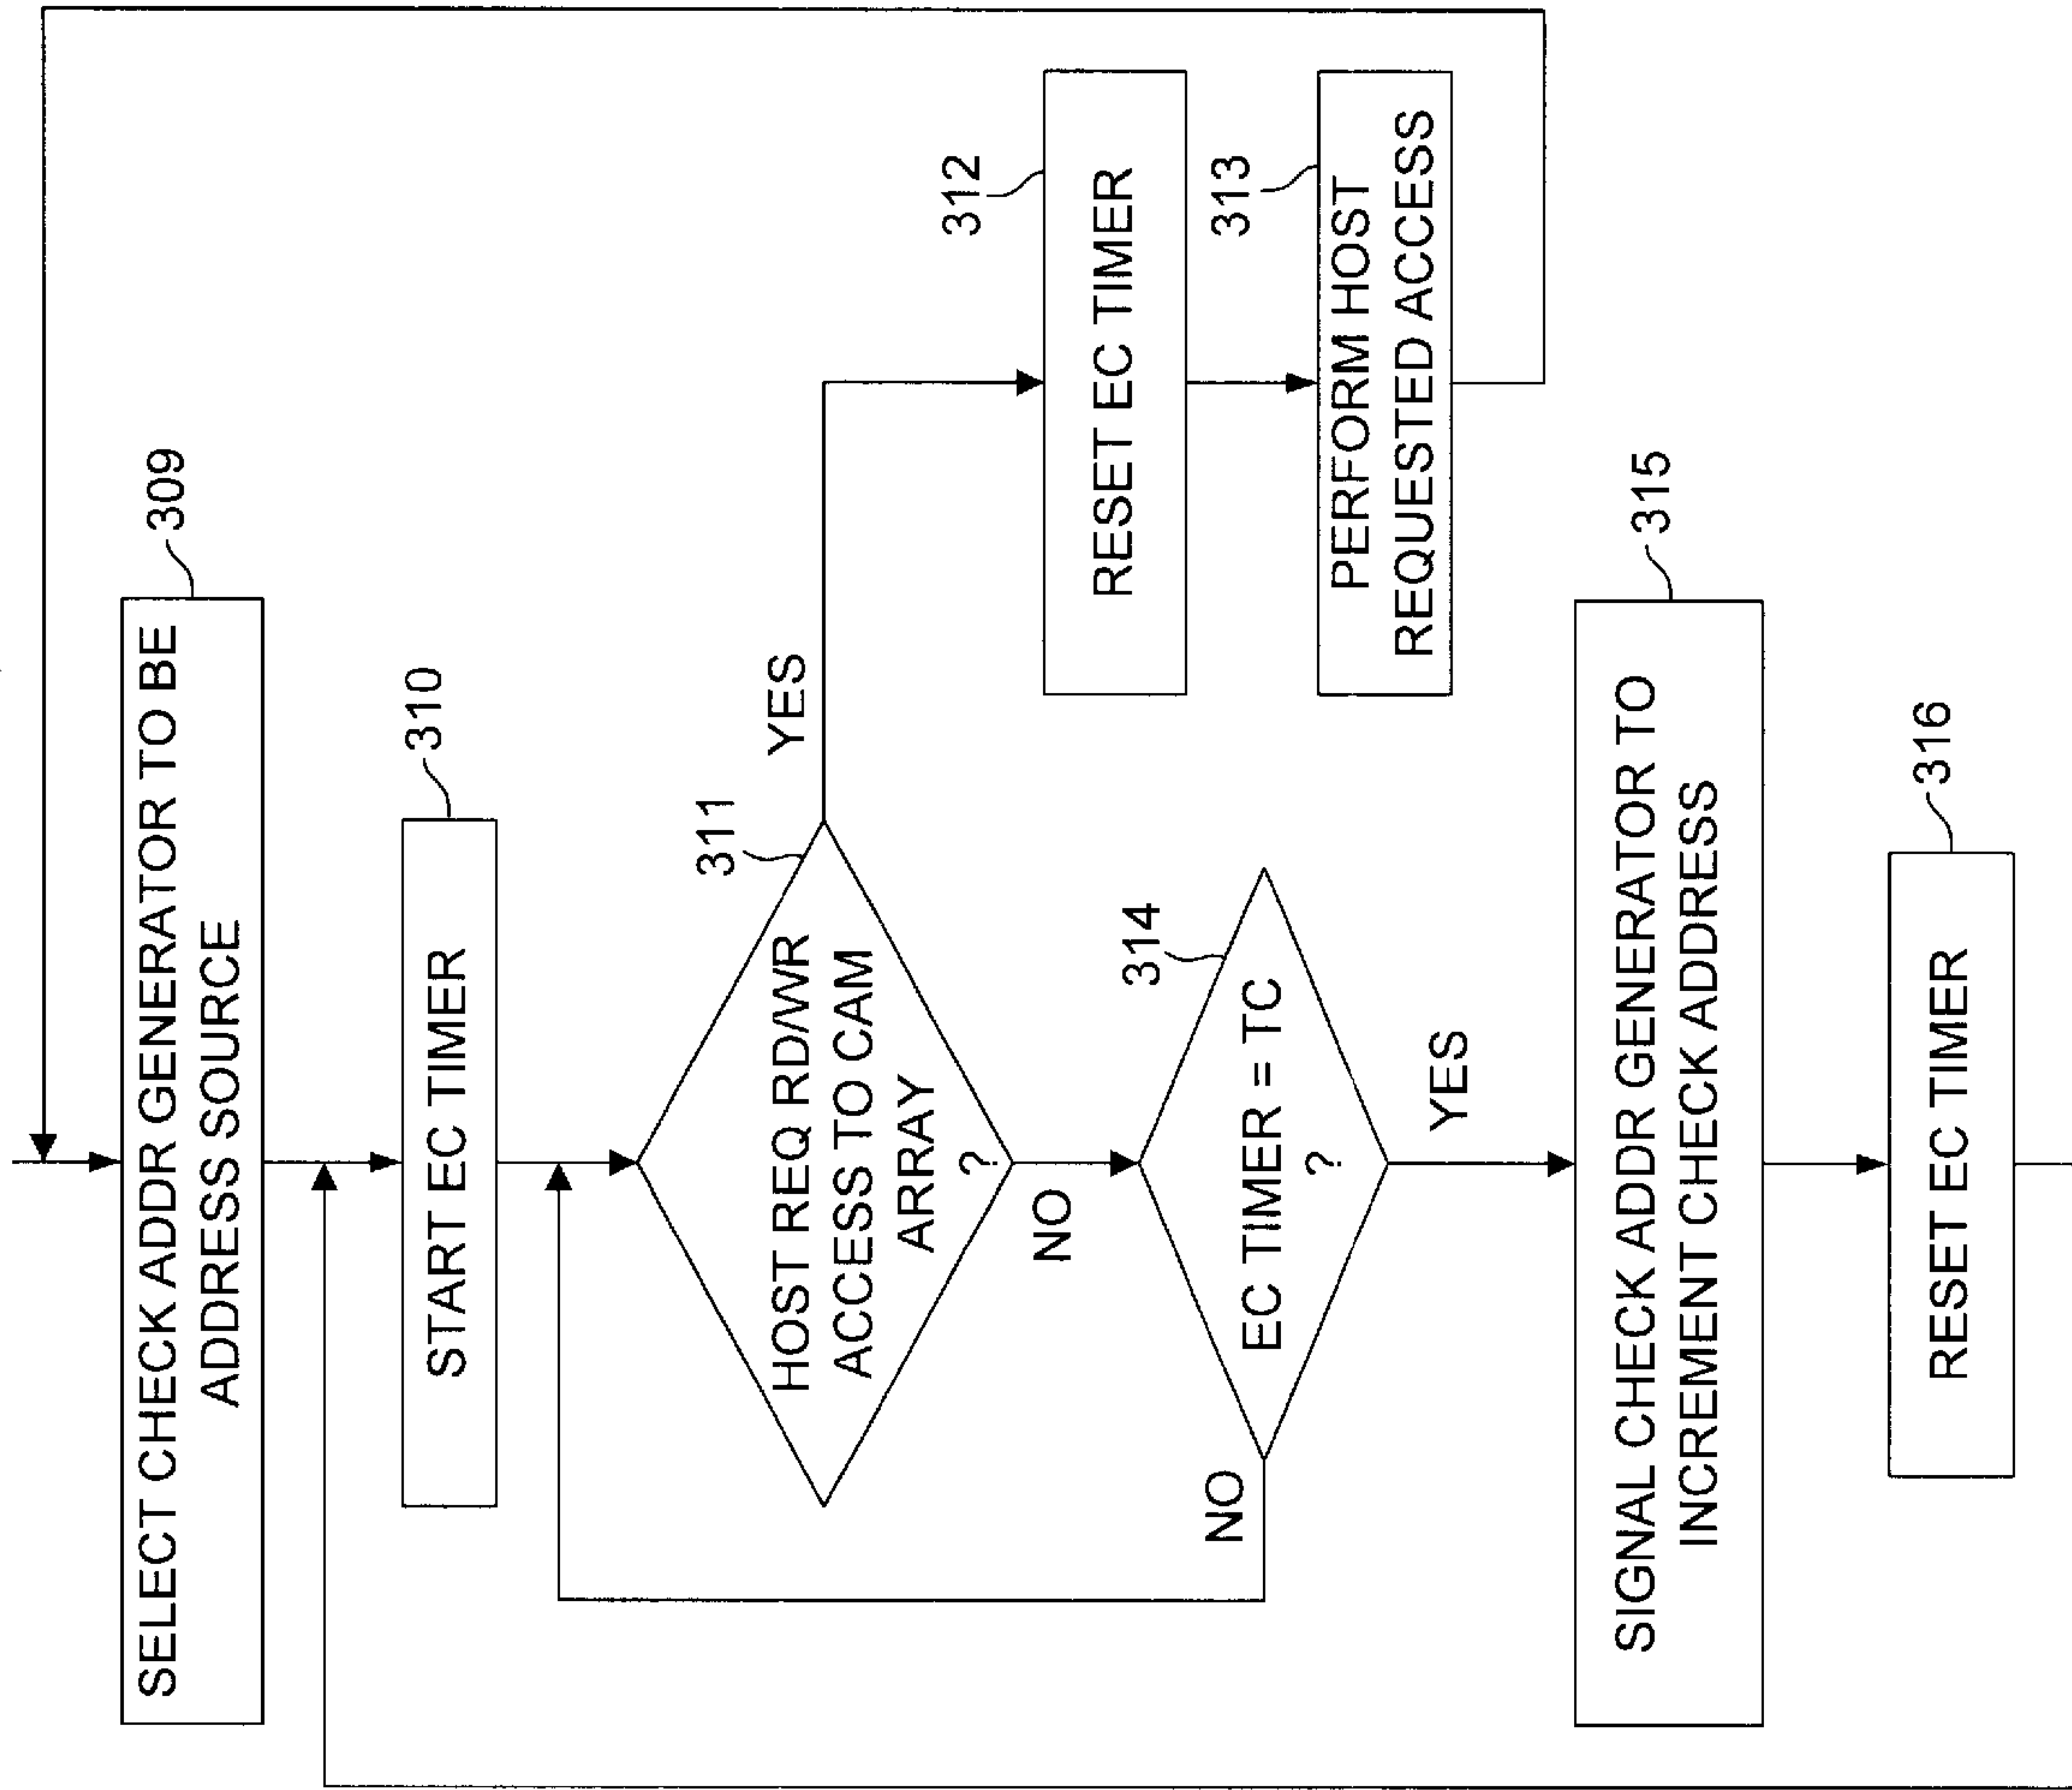 SELECT CHECK ADDR GENERATOR TO BE
ADDRESS SOURCE
309
START EC TIMER
310
HOST REQ RD/WR
ACCESS TO CAM
ARRAY
?
311
YES
NO
RESET EC TIMER
312
PERFORM HOST
REQUESTED ACCESS
313
EC TIMER = TC
?
314
NO
YES
SIGNAL CHECK ADDR GENERATOR TO
INCREMENT CHECK ADDRESS
315
RESET EC TIMER
316